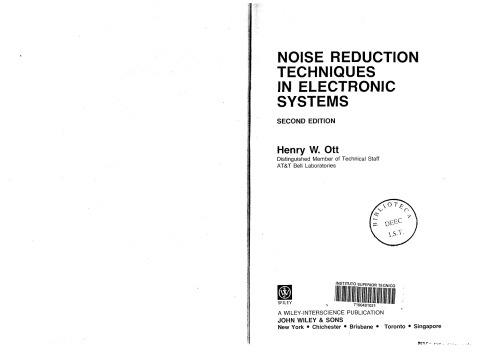 NOISE REDUCTION
TECHNIQUES
IN ELECTRONIC
SYSTEMS
SECOND EDITION
Henry W. Ott
Distinguished Member of Technical Staff
AT&T Bell Laboratories
BIBLIOTECA
DEEC
I.S.T.
INSTITUTO SUPERIOR TECNICO
WILEY
A WILEY-INTERSCIENCE PUBLICATION
JOHN WILEY & SONS
New York • Chichester • Brisbane • Toronto • Singapore